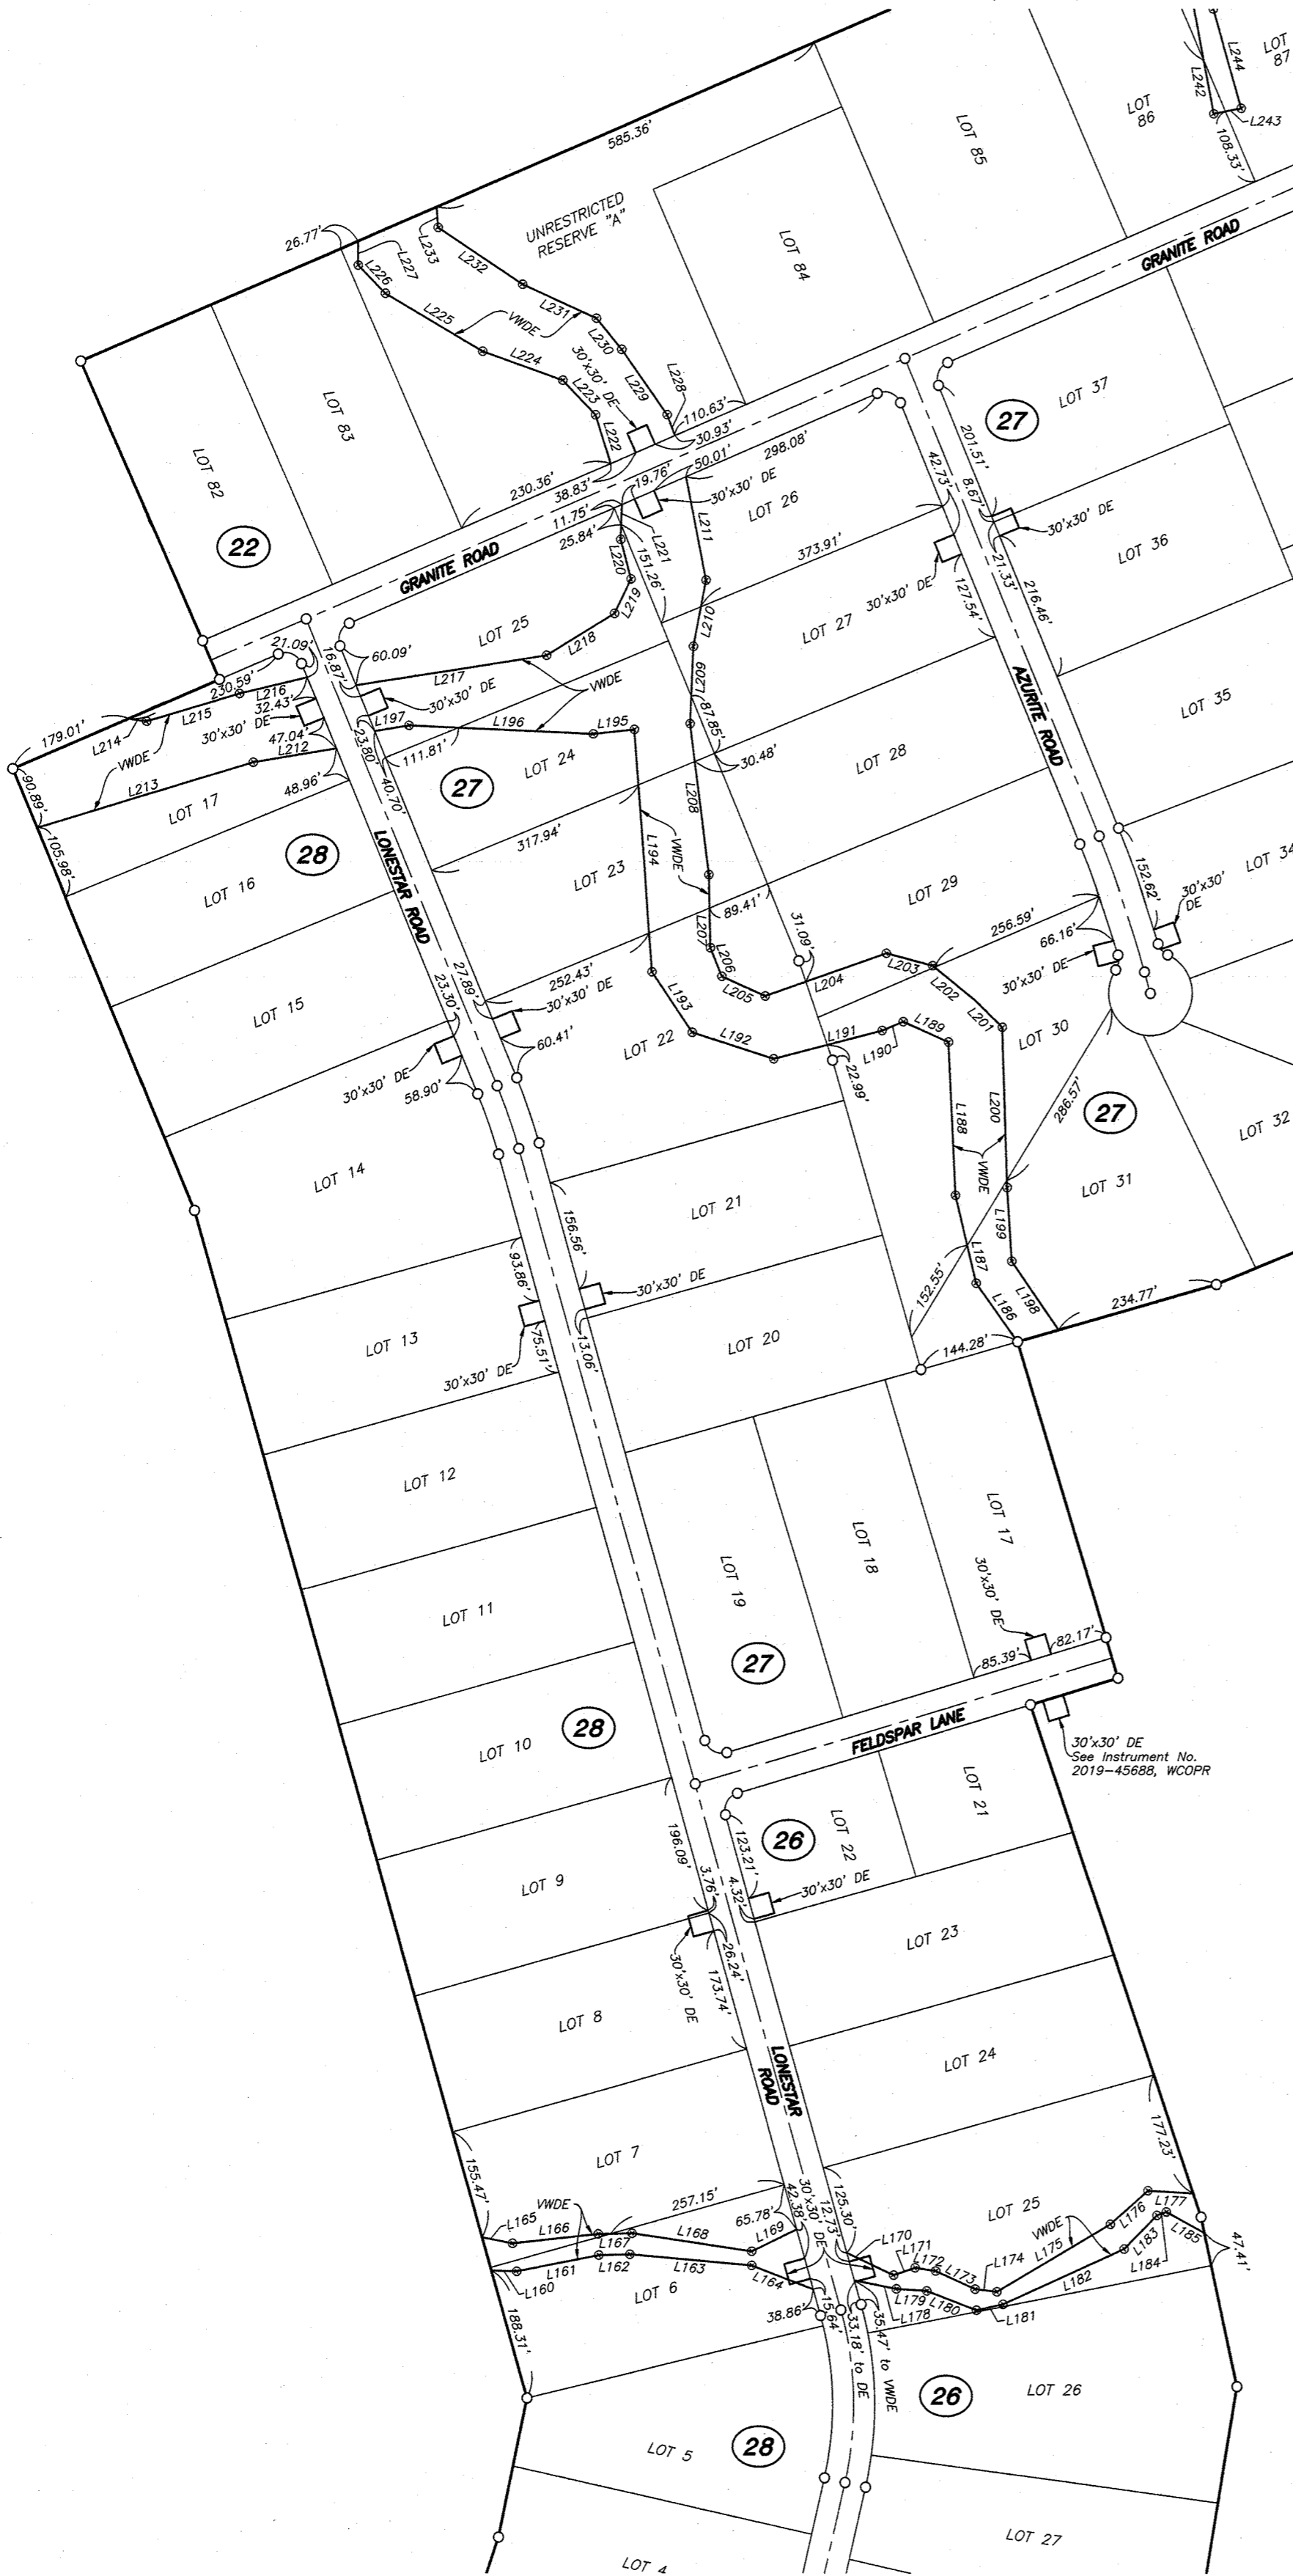 LOT
87
L244
L242
L243
LOT
86
108.33'
LOT 85
585.36'
UNRESTRICTED
RESERVE "A"
LOT 84
GRANITE ROAD
26.77'
L233
L227
L226
L232
L231
L225
VWDE
L230
L224
30'x30' DE
L229
L228
L223
L222
110.63'
30.93'
50.01'
298.08'
19.76'
38.83'
230.36'
LOT 83
LOT 82
22
LOT 37
27
201.51'
8.67'
42.73'
30'x30' DE
21.33'
LOT 36
216.46'
30'x30' DE
LOT 26
L211
373.91'
30'x30' DE
127.54'
11.75'
25.84'
L221
151.26'
L220
L219
GRANITE ROAD
LOT 25
L218
L210
LOT 27
21.09'
16.87'
60.09'
L217
VWDE
L209
87.85'
30.48'
AZURITE ROAD
LOT 35
230.59'
L216
32.43'
30'x30' DE
30'x30' DE
179.01'
L214
L215
47.04'
L212
L197
23.80'
L196
L195
VWDE
111.81'
LOT 24
LOT 28
90.89'
L213
LOT 17
48.96'
40.70'
27
L208
105.98'
LOT 16
28
LONESTAR ROAD
317.94'
LOT 23
L194
VWDE
LOT 34
152.62'
30'x30'
DE
LOT 29
89.41'
31.09'
256.59'
66.16'
30'x30' DE
L207
L206
L205
L204
L203
L202
L201
LOT 15
27.89'
23.30'
252.43'
30'x30' DE
60.41'
LOT 22
L193
L192
L191
L190
L189
LOT 30
22.99'
30'x30' DE
58.90'
L188
L200
VWDE
286.57'
27
LOT 32
LOT 14
LOT 21
LOT 31
L199
L187
L198
L186
152.55'
234.77'
144.28'
156.56'
93.86'
30'x30' DE
LOT 13
75.51'
13.06'
30'x30' DE
LOT 20
LOT 12
LOT 17
LOT 18
LOT 19
LOT 11
30'x30' DE
85.39'
82.17'
27
28
LOT 10
FELDSPAR LANE
30'x30' DE
See Instrument No.
2019-45688, WCOPR
LOT 21
LOT 22
26
196.09'
123.21'
3.76'
4.32'
30'x30' DE
LOT 9
LOT 23
26.24'
30'x30' DE
173.74'
LOT 8
LOT 24
LONESTAR
ROAD
177.23'
LOT 7
155.47'
VWDE
257.15'
42.38'
65.78'
30'x30' DE
12.73'
125.30'
LOT 25
L165
L166
L167
L168
L169
L170
L171
L172
L173
L174
L175
VWDE
L176
L177
L183
L185
L184
L182
47.41'
L160
L161
L162
L163
L164
LOT 6
L179
L180
L178
L181
188.31'
38.86'
15.64'
33.18' to DE
35.47' to VWDE
26
LOT 26
LOT 5
28
LOT 27
LOT 4